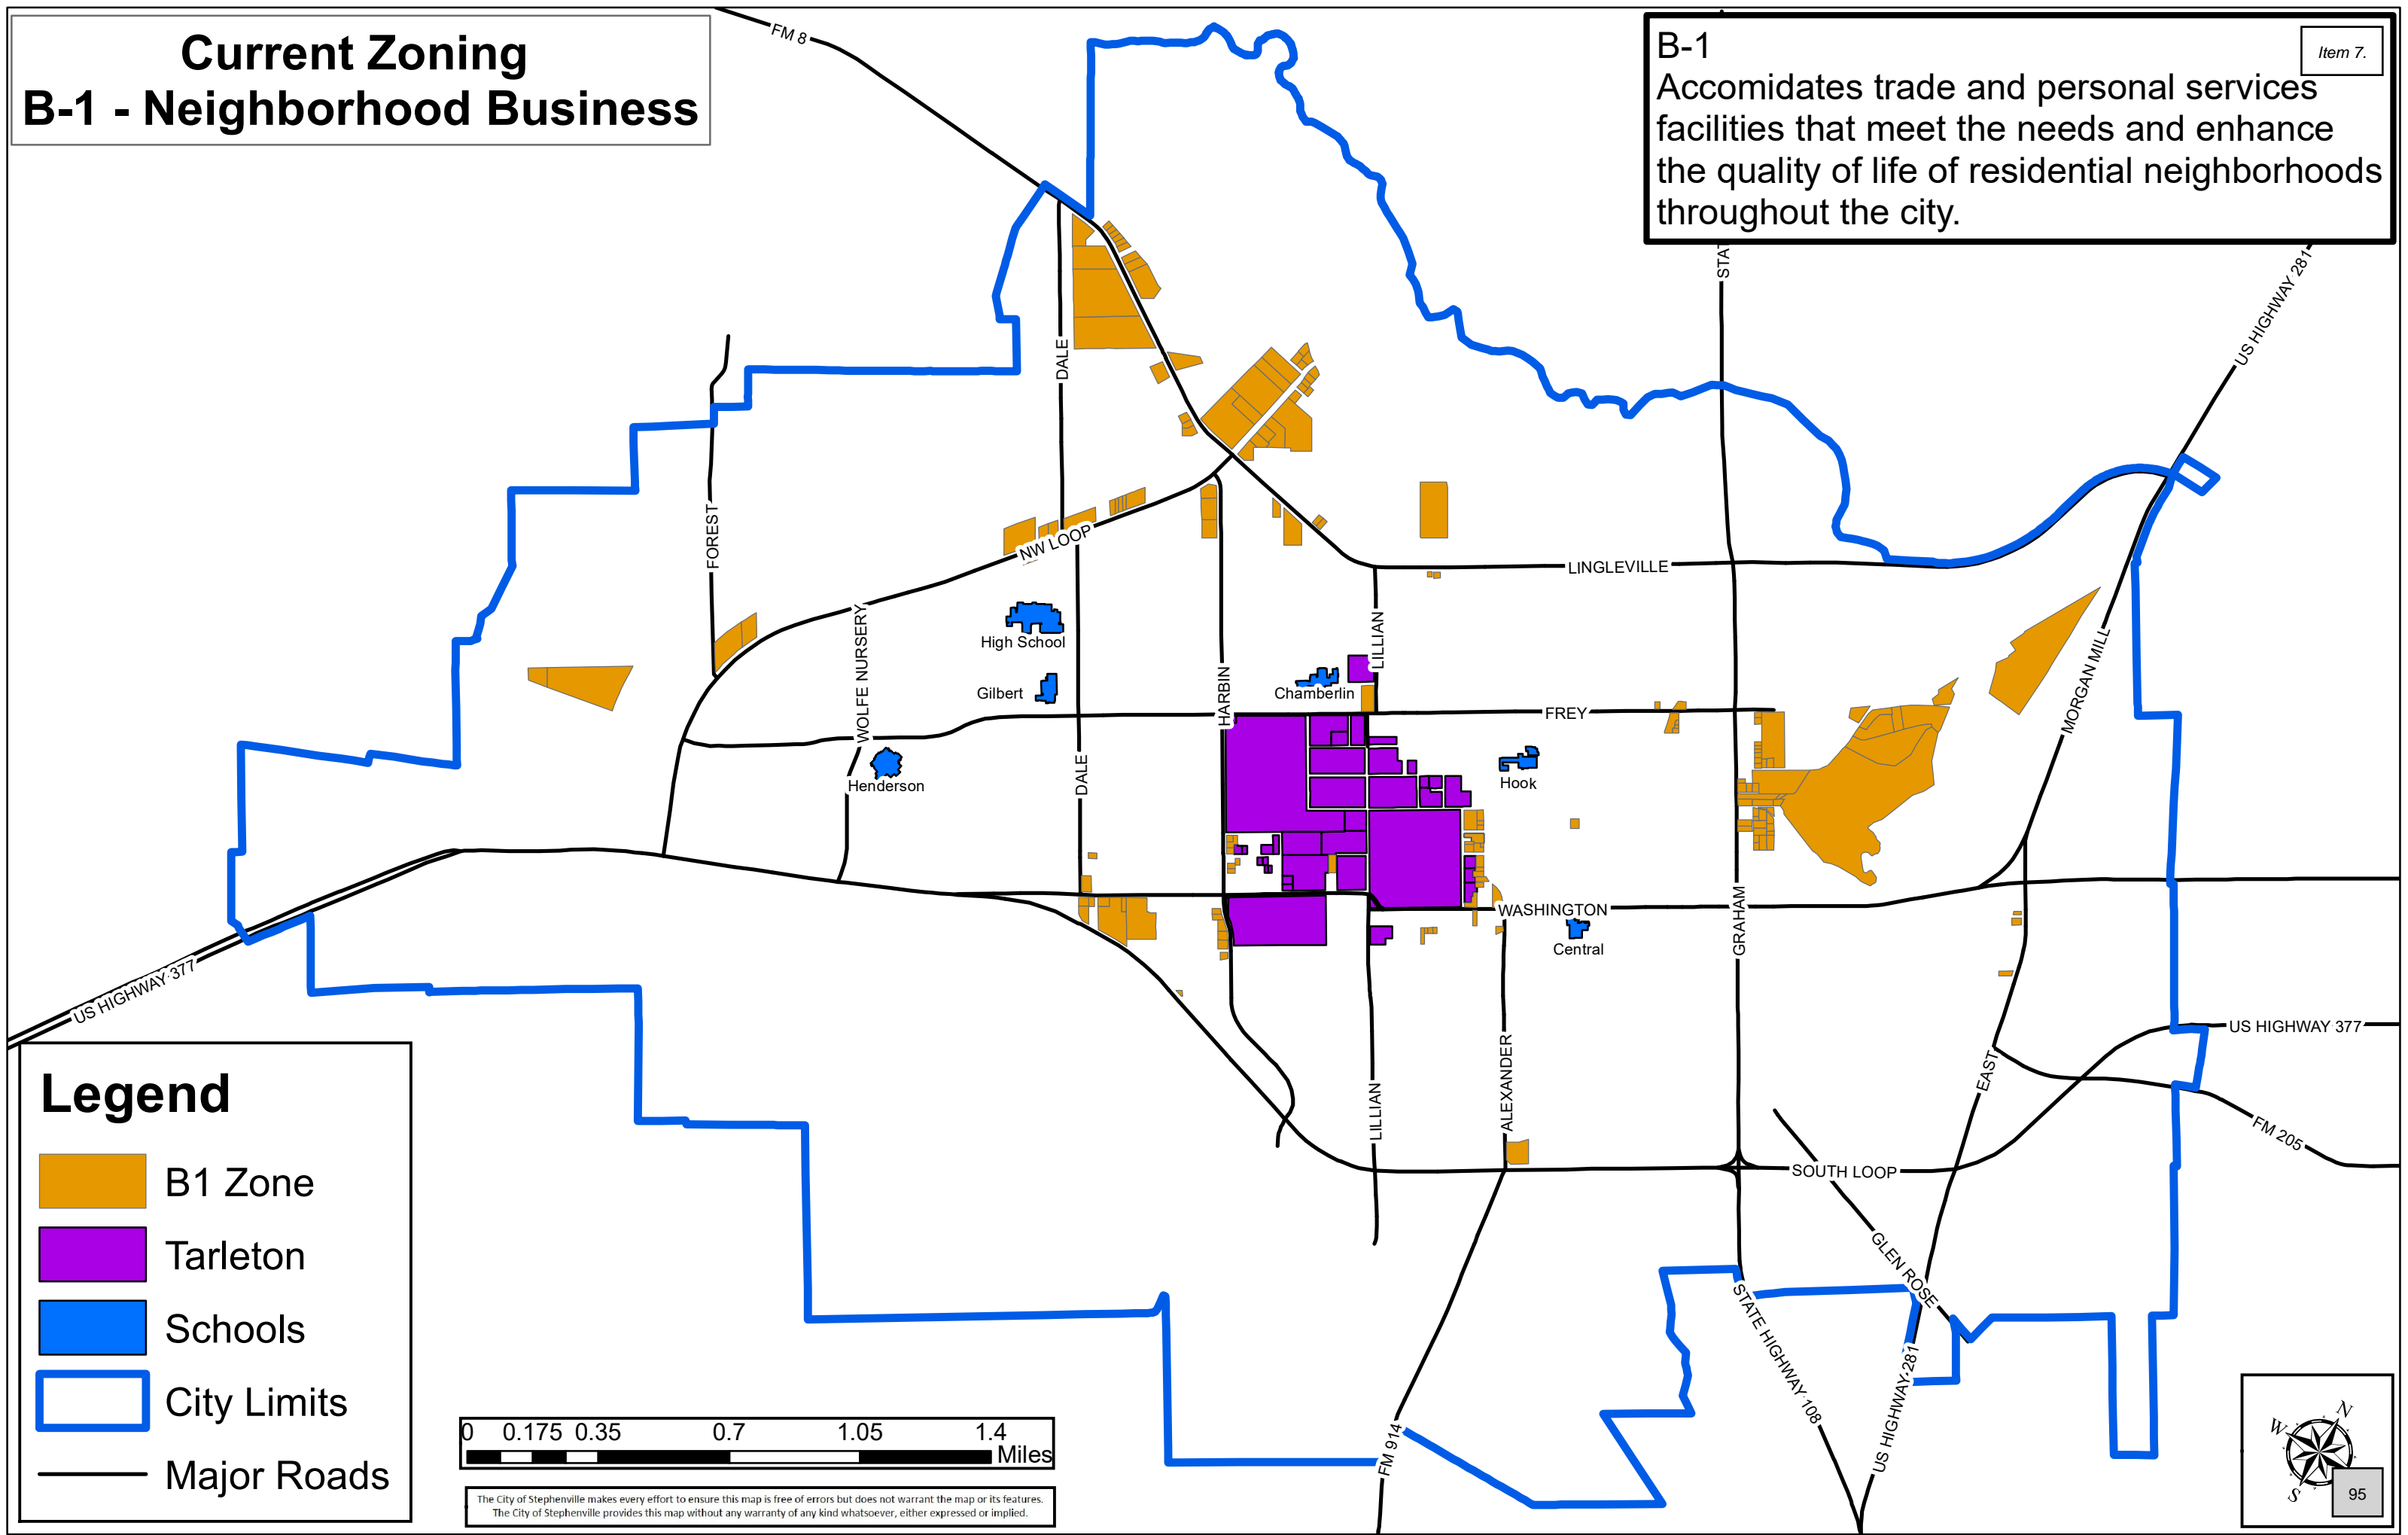 Current Zoning
B-1 - Neighborhood Business
B-1
Item 7.
Accomidates trade and personal services
facilities that meet the needs and enhance
the quality of life of residential neighborhoods
throughout the city.
FM 8
STAT
US HIGHWAY 281
DALE
FOREST
NW LOOP
LINGLEVILLE
WOLFE NURSERY
High School
Gilbert
HARBIN
LILLIAN
Chamberlin
FREY
MORGAN MILL
Henderson
DALE
Hook
WASHINGTON
GRAHAM
Central
US HIGHWAY 377
US HIGHWAY 377
EAST
ALEXANDER
LILLIAN
FM 205
SOUTH LOOP
GLEN ROSE
STATE HIGHWAY 108
US HIGHWAY 281
FM 914
Legend
B1 Zone
Tarleton
Schools
City Limits
Major Roads
0 0.175 0.35 0.7 1.05 1.4
Miles
The City of Stephenville makes every effort to ensure this map is free of errors but does not warrant the map or its features.
The City of Stephenville provides this map without any warranty of any kind whatsoever, either expressed or implied.
N
W
S
95